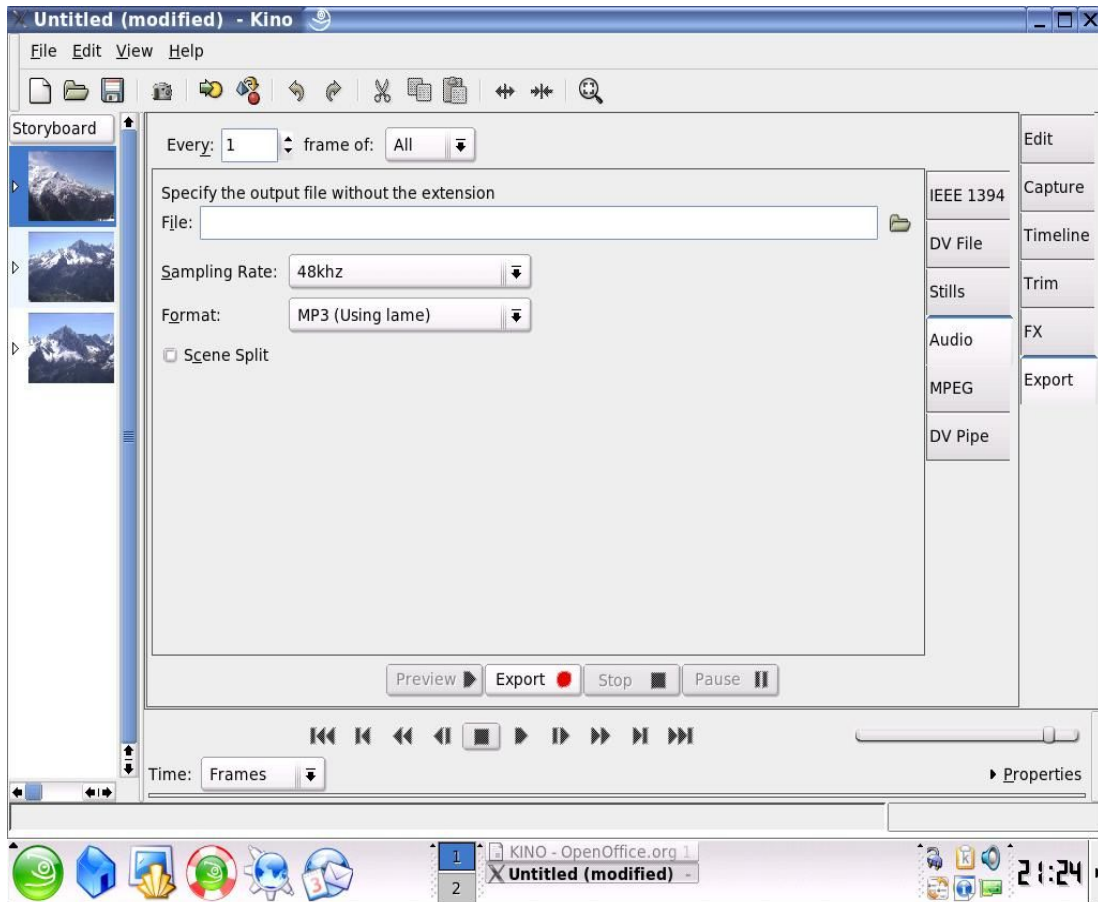 Untitled (modified) - Kino
File Edit View Help
Storyboard
Every: 1 frame of: All
Specify the output file without the extension
File:
Sampling Rate: 48khz
Format: MP3 (Using lame)
Scene Split
IEEE 1394
DV File
Stills
Audio
MPEG
DV Pipe
Edit
Capture
Timeline
Trim
FX
Export
Preview Export Stop Pause
Time: Frames
Properties
3
1
2
KINO - OpenOffice.org 1
Untitled (modified) -
21:24